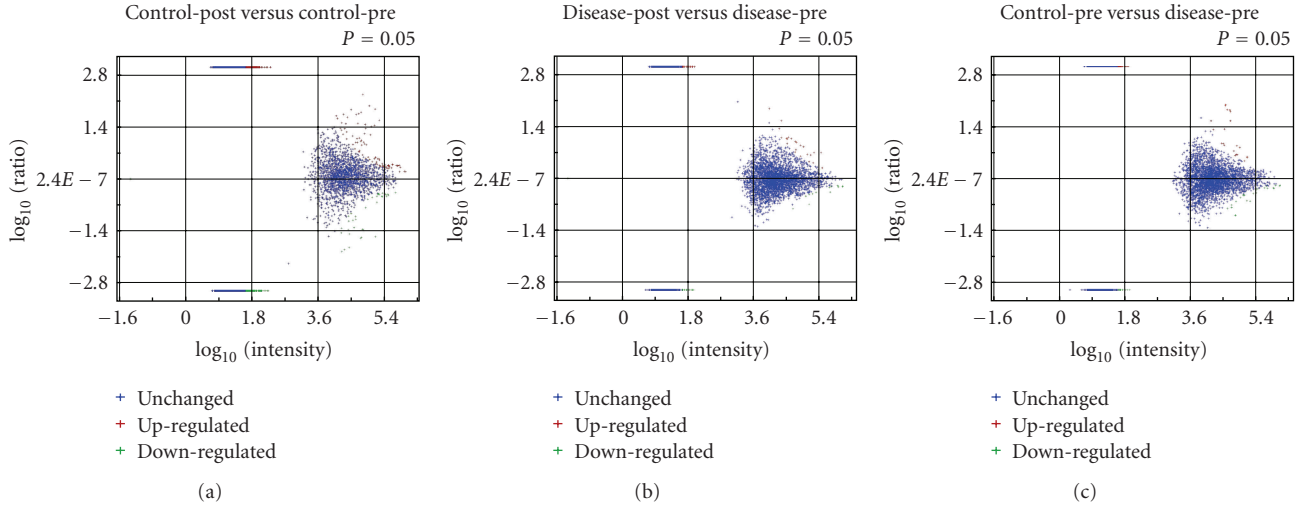 Control-post versus control-pre
P = 0.05
2.8
1.4
2.4E − 7
−1.4
−2.8
log10 (ratio)
−1.6 0 1.8 3.6 5.4
log10 (intensity)
+ Unchanged
+ Up-regulated
+ Down-regulated
(a)
Disease-post versus disease-pre
P = 0.05
2.8
1.4
2.4E − 7
−1.4
−2.8
log10 (ratio)
−1.6 0 1.8 3.6 5.4
log10 (intensity)
+ Unchanged
+ Up-regulated
+ Down-regulated
(b)
Control-pre versus disease-pre
P = 0.05
2.8
1.4
2.4E − 7
−1.4
−2.8
log10 (ratio)
−1.6 0 1.8 3.6 5.4
log10 (intensity)
+ Unchanged
+ Up-regulated
+ Down-regulated
(c)